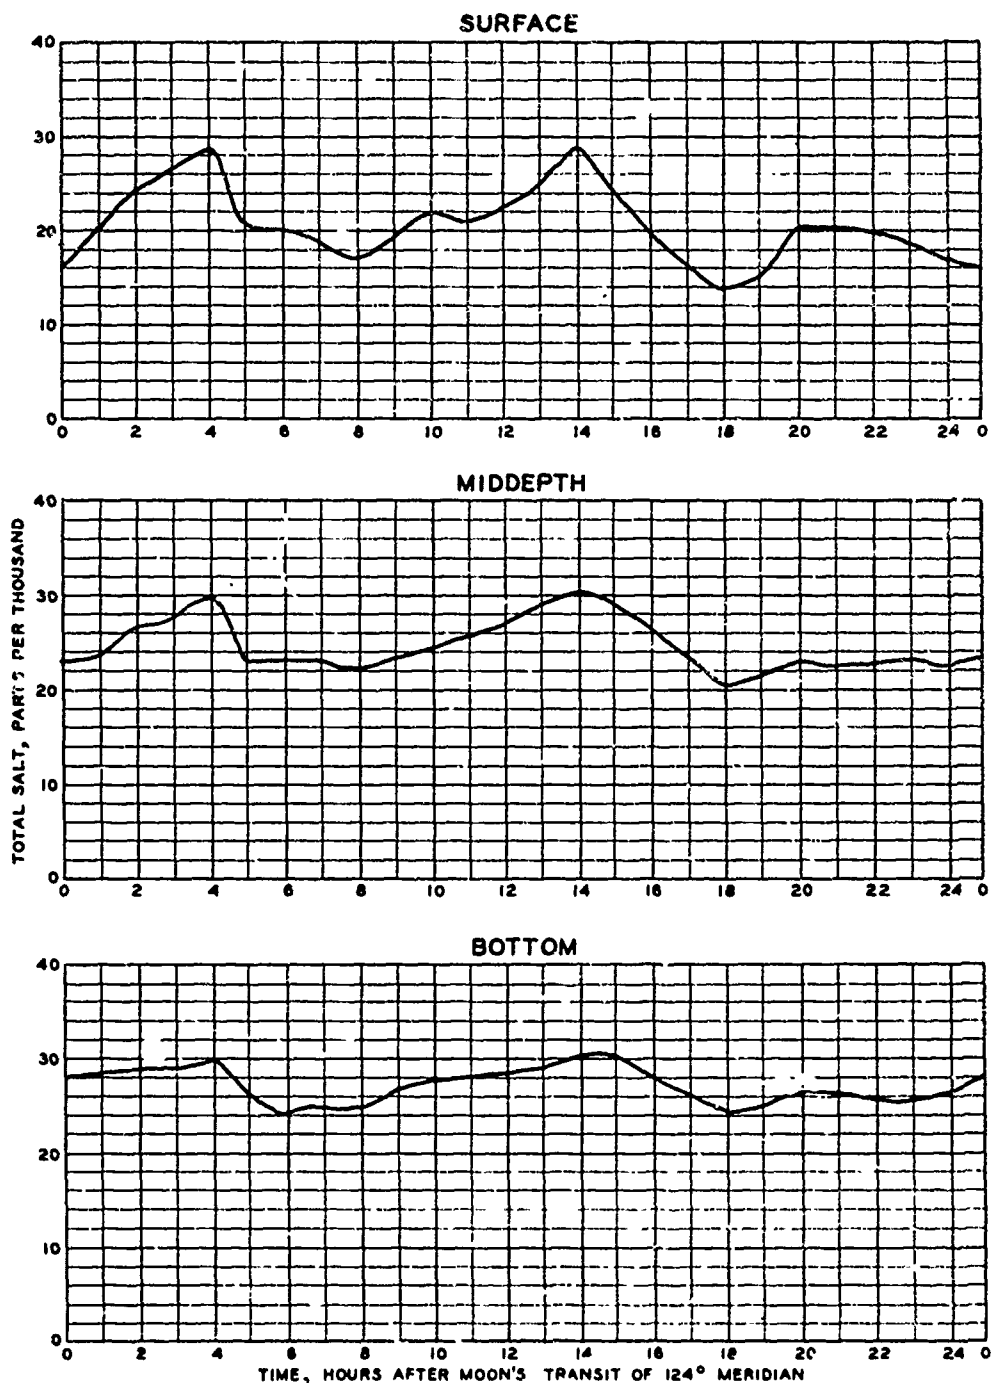 SURFACE
40
30
20
10
0
0 2 4 6 8 10 12 14 16 18 20 22 24 0
MIDDEPTH
40
30
20
10
0
0 2 4 6 8 10 12 14 16 18 20 22 24 0
TOTAL SALT, PARTS PER THOUSAND
BOTTOM
40
30
20
10
0
0 2 4 6 8 10 12 14 16 18 20 22 24 0
TIME, HOURS AFTER MOON'S TRANSIT OF 124° MERIDIAN